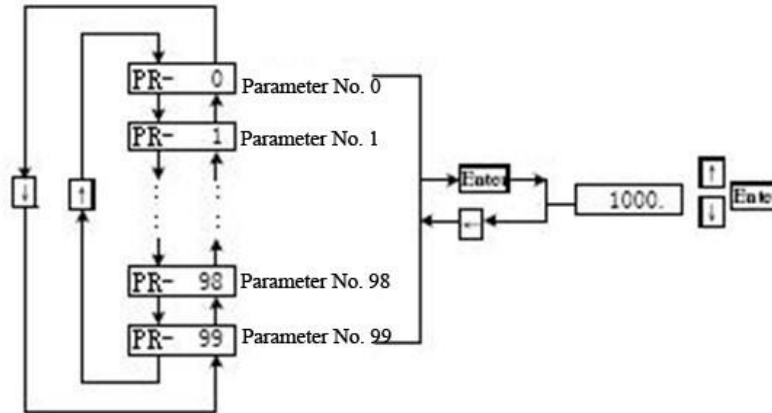 PR- 0 Parameter No. 0
PR- 1 Parameter No. 1
↓
↑
Enter
←
1000.
↑
↓
Enter
PR- 98 Parameter No. 98
PR- 99 Parameter No. 99